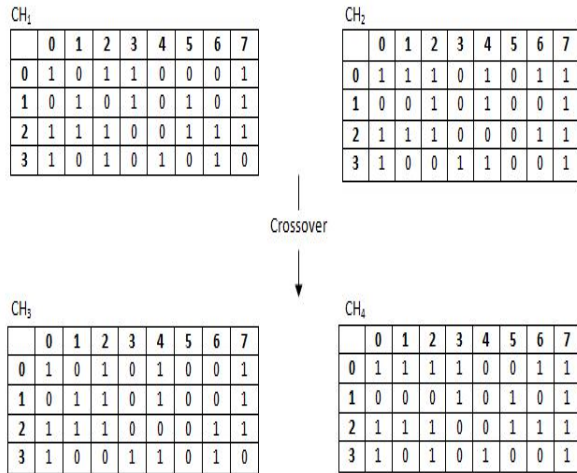 CH₁
0 1 2 3 4 5 6 7
0 1 0 1 1 0 0 0 1
1 0 1 0 1 0 1 0 1
2 1 1 1 0 0 1 1 1
3 1 0 1 0 1 0 1 0
CH₂
0 1 2 3 4 5 6 7
0 1 1 1 0 1 0 1 1
1 0 0 1 0 1 0 0 1
2 1 1 1 0 0 0 1 1
3 1 0 0 1 1 0 0 1
Crossover
CH₃
0 1 2 3 4 5 6 7
0 1 0 1 0 1 0 0 1
1 0 1 1 0 1 0 0 1
2 1 1 1 0 0 0 1 1
3 1 0 0 1 1 0 1 0
CH₄
0 1 2 3 4 5 6 7
0 1 1 1 1 0 0 1 1
1 0 0 0 1 0 1 0 1
2 1 1 1 0 0 1 1 1
3 1 0 1 0 1 0 0 1